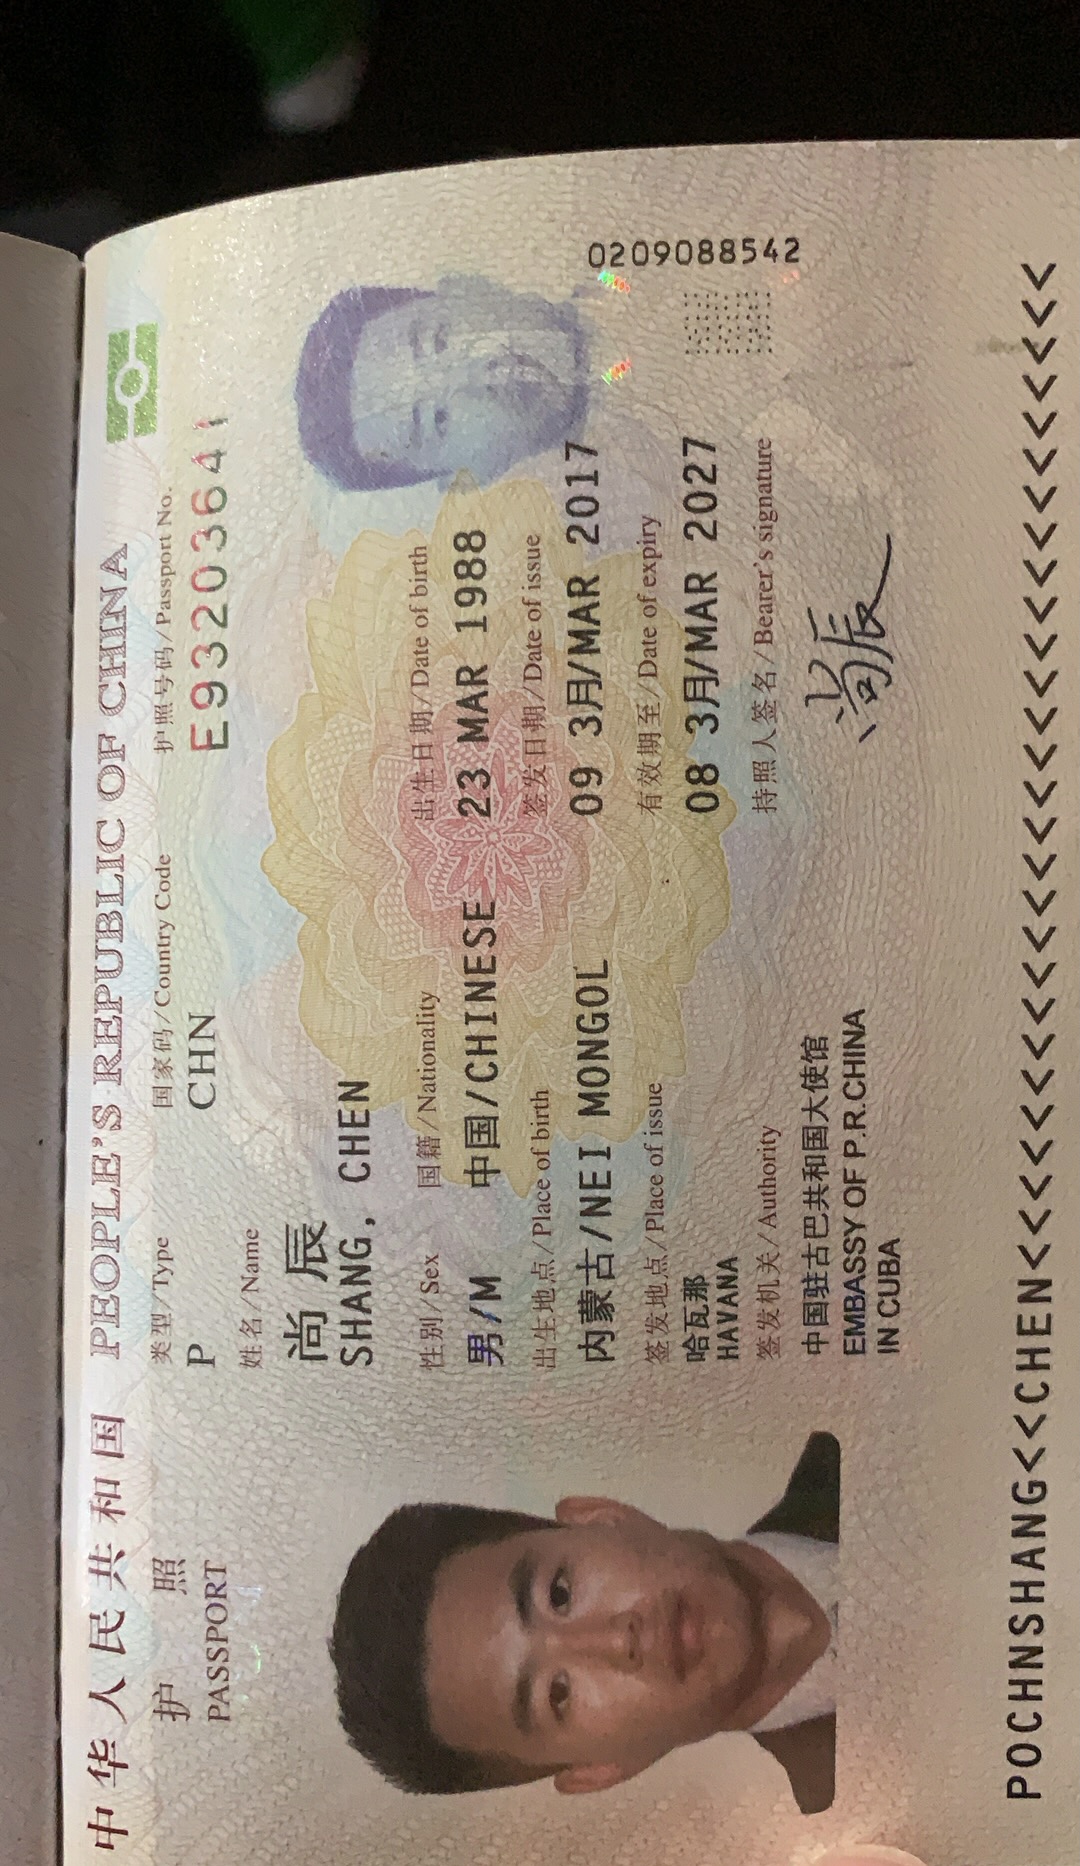 中华人民共和国 PEOPLE'S REPUBLIC OF CHINA
护 照
PASSPORT
类型/Type 国家码/Country Code 护照号码/Passport No.
P CHN E93203641
姓名/Name
尚辰
SHANG, CHEN
性别/Sex 国籍/Nationality 出生日期/Date of birth
男/M 中国/CHINESE 23 MAR 1988
出生地点/Place of birth 签发日期/Date of issue
内蒙古/NEI MONGOL 09 3月/MAR 2017
签发地点/Place of issue 有效期至/Date of expiry
哈瓦那
HAVANA
08 3月/MAR 2027
签发机关/Authority 持照人签名/Bearer's signature
中国驻古巴共和国大使馆
EMBASSY OF P.R.CHINA
IN CUBA
尚辰
0209088542
POCHNSHANG<<CHEN<<<<<<<<<<<<<<<<<<<<<<<<<<<<